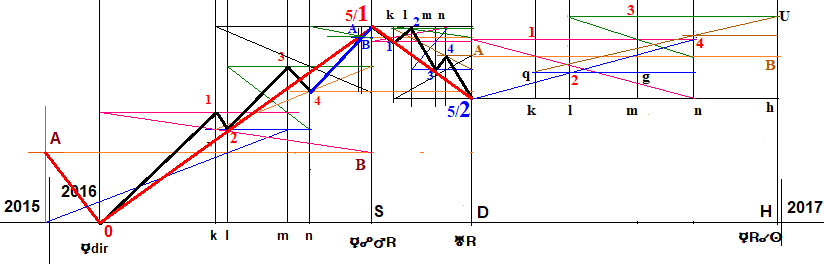 5/1
k l m n
2
3
U
A
1
B
1
4
4
A
3
B
3
q
g
2
4
1
5/2
k l m n h
2
A
B
2016
2015
S
D
H
2017
0
k l m n
☿dir
☿☍♂R
♅R
☿R☌☉